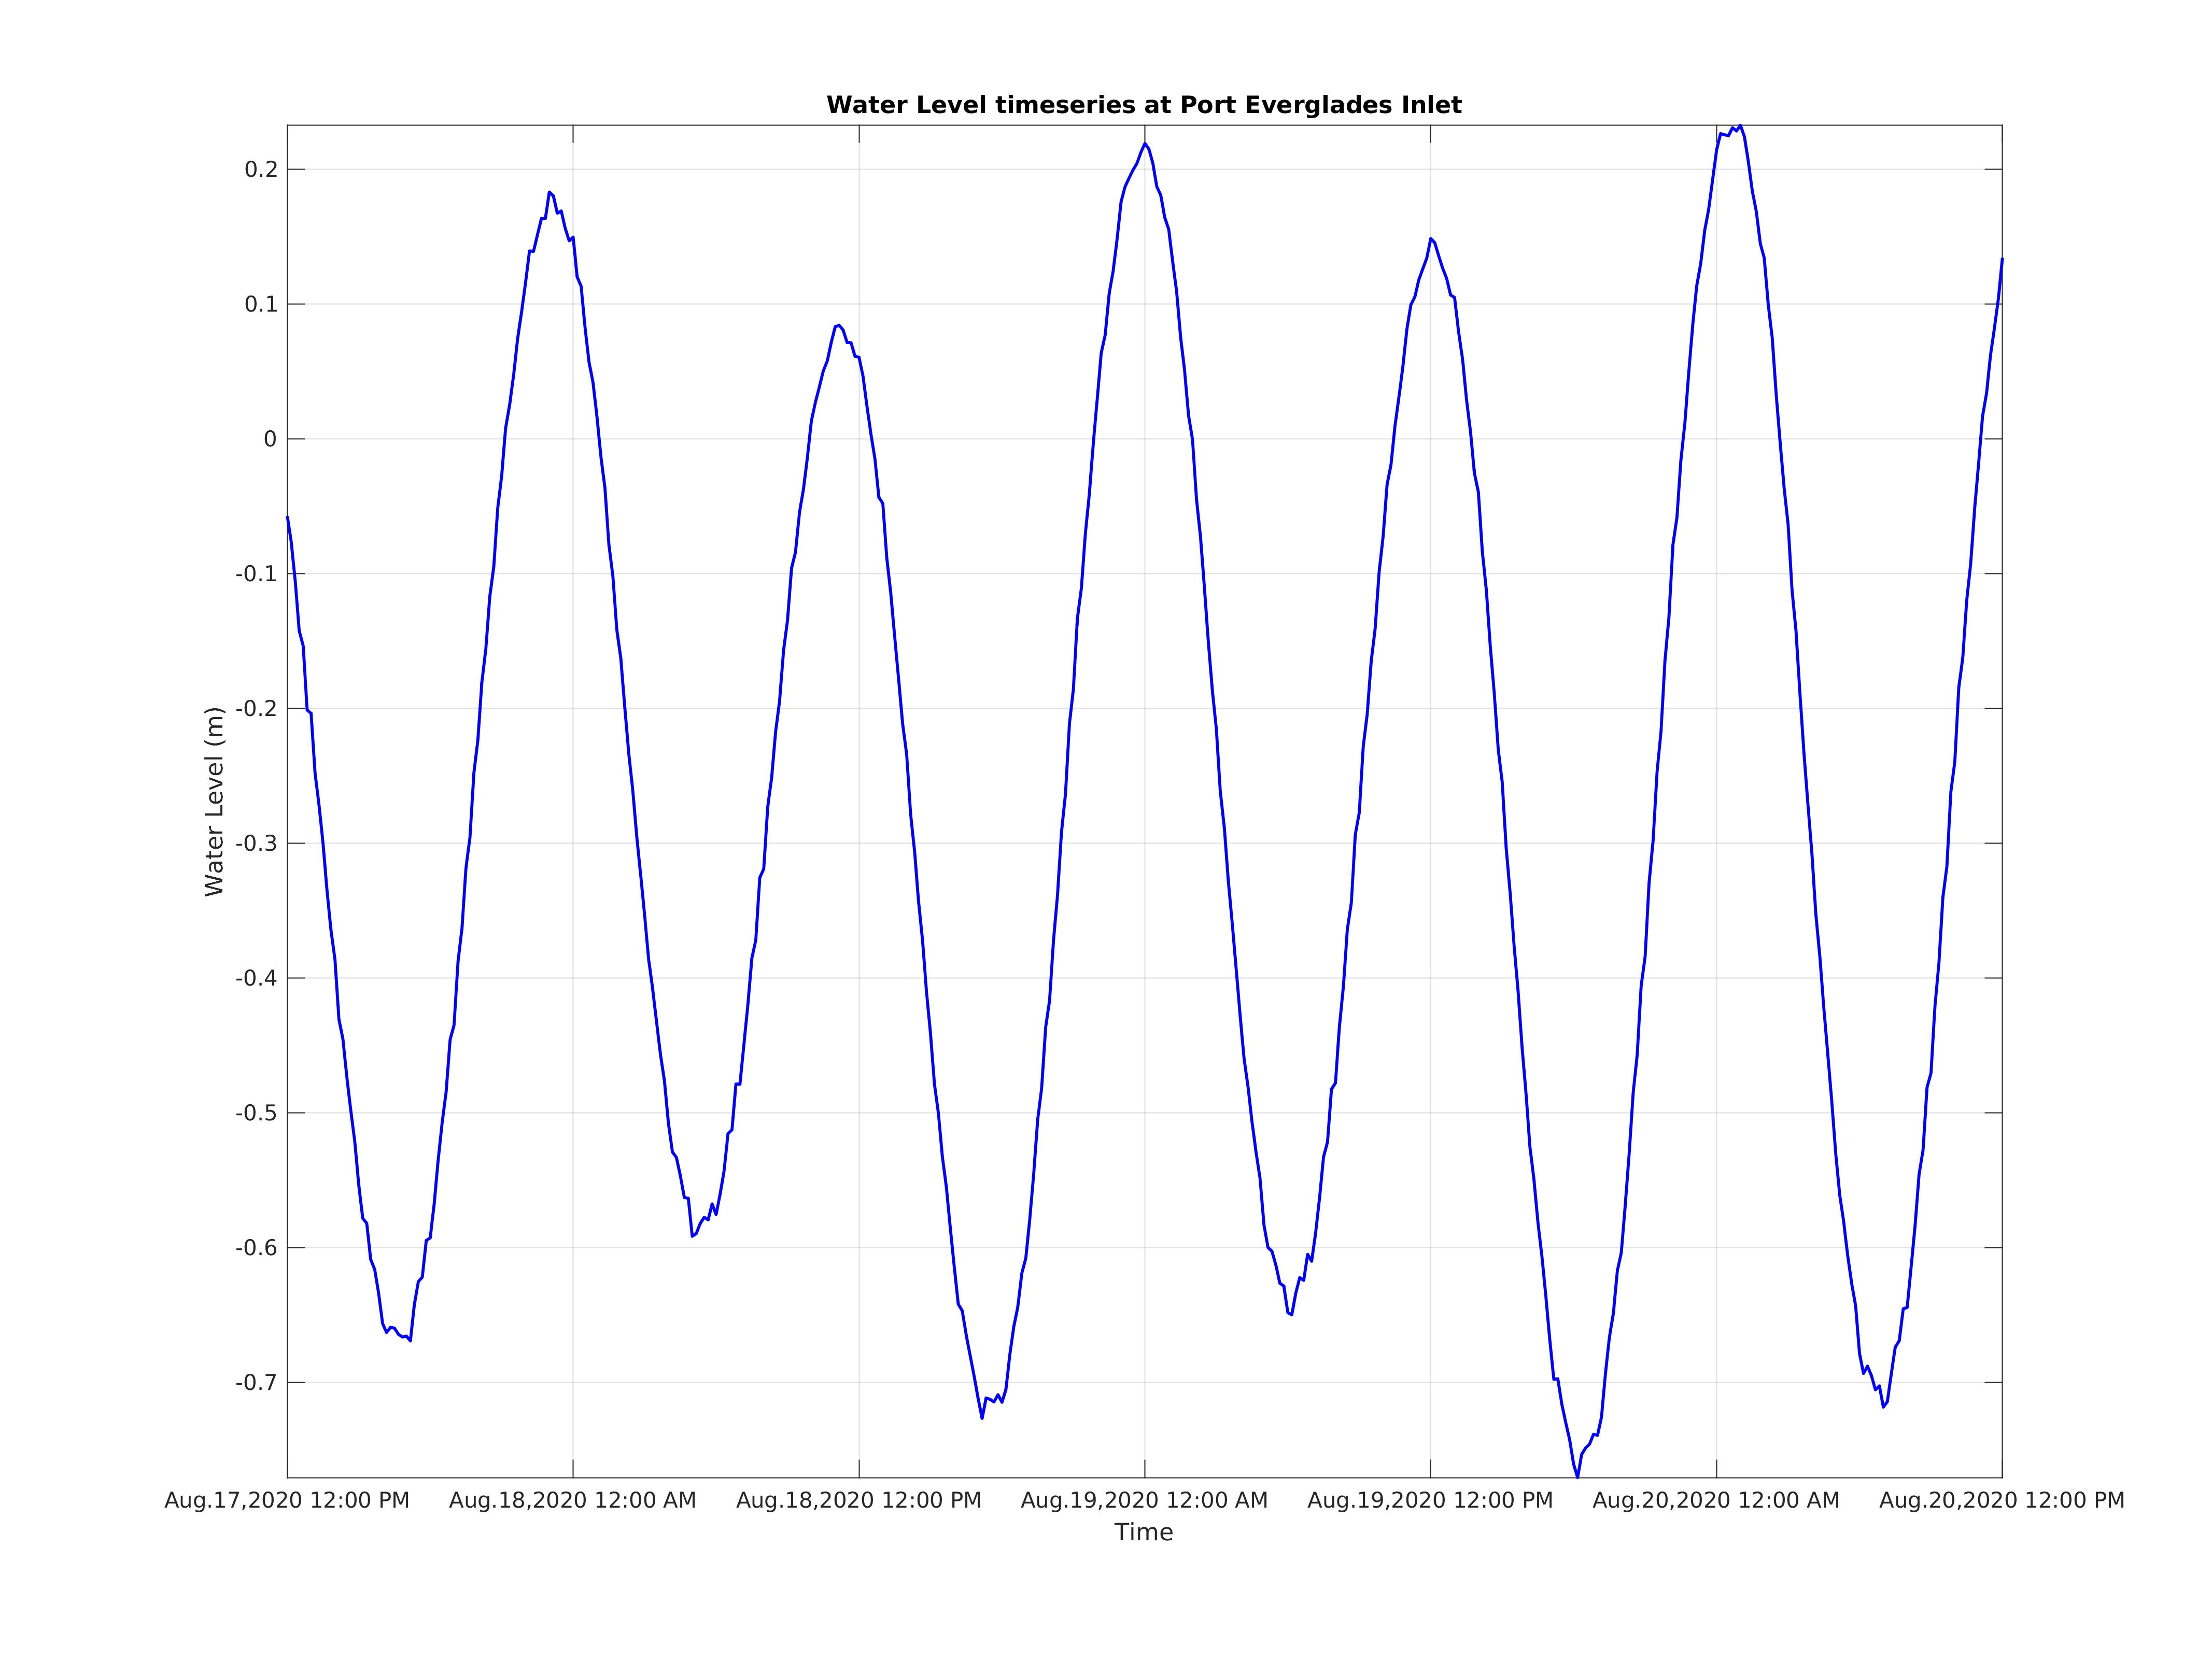 Water Level timeseries at Port Everglades Inlet
0.2
0.1
0
-0.1
-0.2
-0.3
-0.4
-0.5
-0.6
-0.7
Water Level (m)
Aug.17,2020 12:00 PM Aug.18,2020 12:00 AM Aug.18,2020 12:00 PM Aug.19,2020 12:00 AM Aug.19,2020 12:00 PM Aug.20,2020 12:00 AM Aug.20,2020 12:00 PM
Time